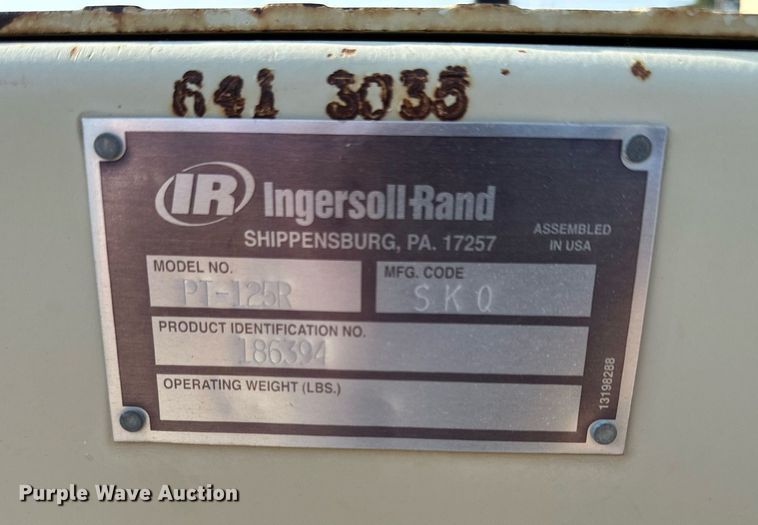 641 3035
IR Ingersoll-Rand
SHIPPENSBURG, PA. 17257
ASSEMBLED
IN USA
MODEL NO.
PT-125R
MFG. CODE
SKQ
PRODUCT IDENTIFICATION NO.
186394
OPERATING WEIGHT (LBS.)
13198288
Purple Wave Auction